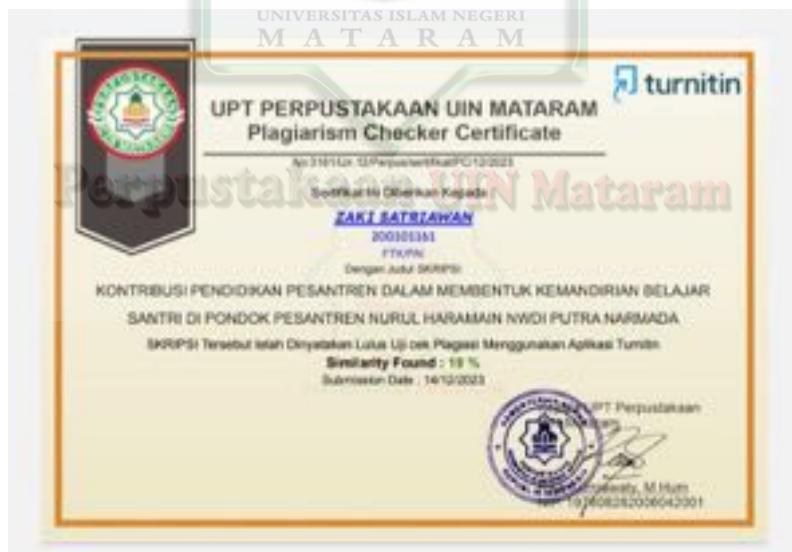 UNIVERSITAS ISLAM NEGERI
MATARAM
turnitin
UPT PERPUSTAKAAN UIN MATARAM
Plagiarism Checker Certificate
Sertifikat Ini Diberikan Kepada :
ZAKI SATRIAWAN
200101161
FTK/PAI
Dengan Judul SKRIPSI
KONTRIBUSI PENDIDIKAN PESANTREN DALAM MEMBENTUK KEMANDIRIAN BELAJAR
SANTRI DI PONDOK PESANTREN NURUL HARAMAIN NWDI PUTRA NARMADA
SKRIPSI Tersebut telah Dinyatakan Lulus Uji cek Plagiasi Menggunakan Aplikasi Turnitin
Similarity Found : %
Submission Date : 14/12/2023
Perpustakaan UIN Mataram
UPT Perpustakaan
M.Hum